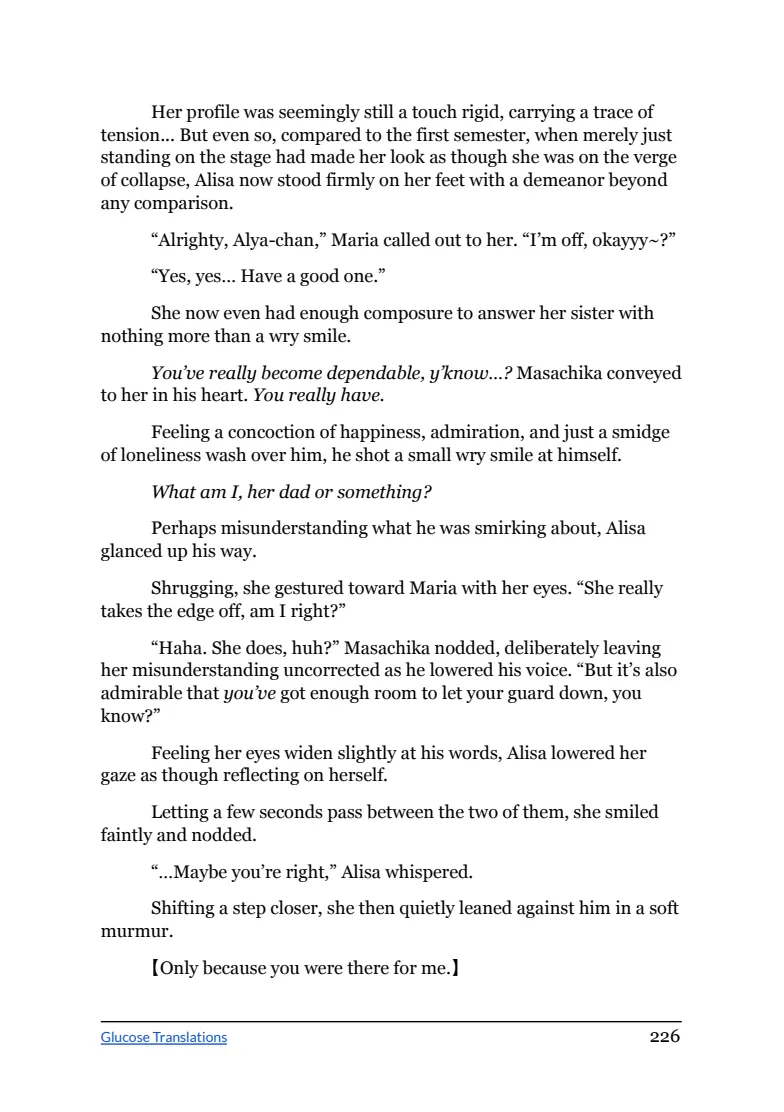 Her profile was seemingly still a touch rigid, carrying a trace of
tension... But even so, compared to the first semester, when merely just
standing on the stage had made her look as though she was on the verge
of collapse, Alisa now stood firmly on her feet with a demeanor beyond
any comparison.
“Alrighty, Alya-chan,” Maria called out to her. “I’m off, okayyy~?”
“Yes, yes... Have a good one.”
She now even had enough composure to answer her sister with
nothing more than a wry smile.
You’ve really become dependable, y’know...? Masachika conveyed
to her in his heart. You really have.
Feeling a concoction of happiness, admiration, and just a smidge
of loneliness wash over him, he shot a small wry smile at himself.
What am I, her dad or something?
Perhaps misunderstanding what he was smirking about, Alisa
glanced up his way.
Shrugging, she gestured toward Maria with her eyes. “She really
takes the edge off, am I right?”
“Haha. She does, huh?” Masachika nodded, deliberately leaving
her misunderstanding uncorrected as he lowered his voice. “But it’s also
admirable that you’ve got enough room to let your guard down, you
know?”
Feeling her eyes widen slightly at his words, Alisa lowered her
gaze as though reflecting on herself.
Letting a few seconds pass between the two of them, she smiled
faintly and nodded.
“...Maybe you’re right,” Alisa whispered.
Shifting a step closer, she then quietly leaned against him in a soft
murmur.
【Only because you were there for me.】
Glucose Translations 226